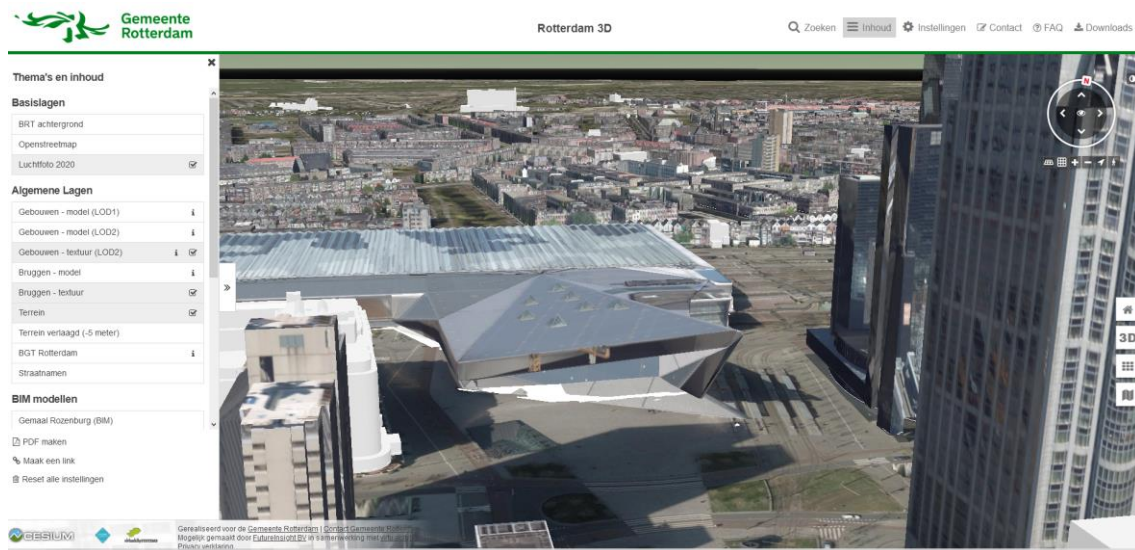 Gemeente
Rotterdam
Rotterdam 3D
Zoeken Inhoud Instellingen Contact FAQ Downloads
Thema's en inhoud
Basislagen
BRT achtergrond
Openstreetmap
Luchtfoto 2020
Algemene Lagen
Gebouwen - model (LOD1)
Gebouwen - model (LOD2)
Gebouwen - textuur (LOD2)
Bruggen - model
Bruggen - textuur
Terrein
Terrein verlaagd (-5 meter)
BGT Rotterdam
Straatnamen
BIM modellen
Gemaal Rozenburg (BIM)
PDF maken
Maak een link
Reset alle instellingen
N
3D
CESIUM
Gerealiseerd voor de Gemeente Rotterdam | Contact Gemeente
Mogelijk gemaakt door FutureInsight BV in samenwerking met
Privacy verklaring